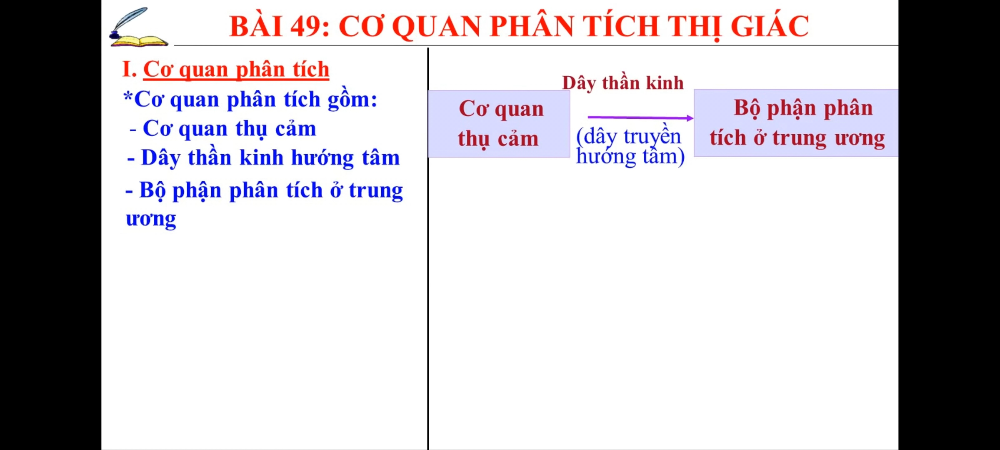 BÀI 49: CƠ QUAN PHÂN TÍCH THỊ GIÁC
I. Cơ quan phân tích
*Cơ quan phân tích gồm:
- Cơ quan thụ cảm
- Dây thần kinh hướng tâm
- Bộ phận phân tích ở trung
ương
Dây thần kinh
Cơ quan
thụ cảm
(dây truyền
hướng tâm)
Bộ phận phân
tích ở trung ương